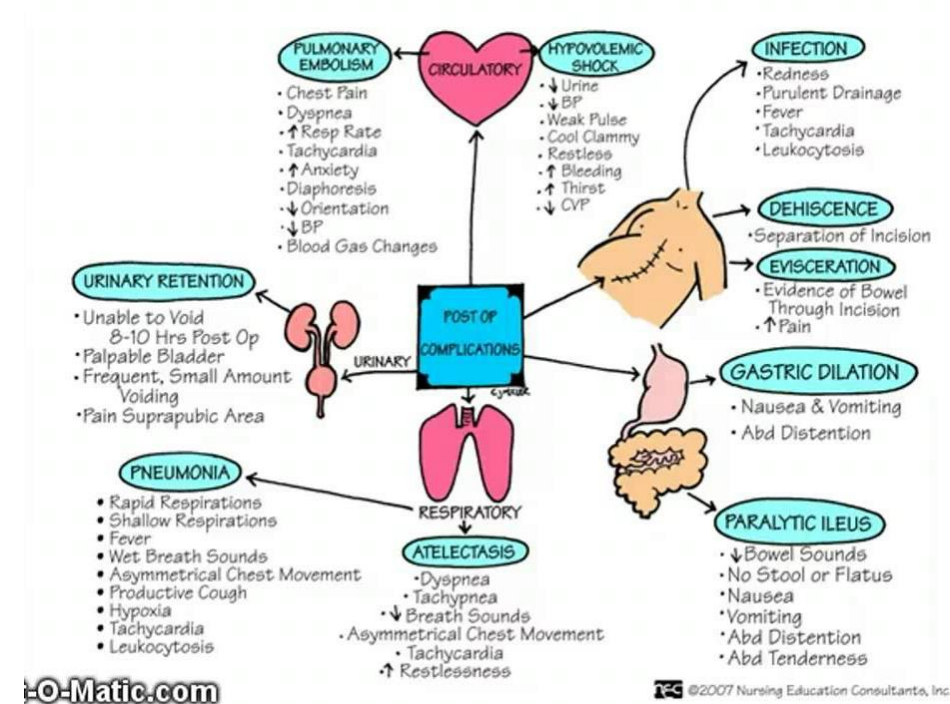 PULMONARY
EMBOLISM
• Chest Pain
• Dyspnea
• ↑ Resp Rate
• Tachycardia
• ↑ Anxiety
• Diaphoresis
• ↓ Orientation
• ↓ BP
• Blood Gas Changes
CIRCULATORY
HYPOVOLEMIC
SHOCK
• ↓ Urine
• ↓ BP
• Weak Pulse
• Cool Clammy
• Restless
• ↑ Bleeding
• ↑ Thirst
• ↓ CVP
INFECTION
• Redness
• Purulent Drainage
• Fever
• Tachycardia
• Leukocytosis
DEHISCENCE
• Separation of Incision
EVISCERATION
• Evidence of Bowel
Through Incision
• ↑ Pain
URINARY RETENTION
• Unable to Void
8-10 Hrs Post Op
• Palpable Bladder
• Frequent, Small Amount
Voiding
• Pain Suprapubic Area
URINARY
POST OP
COMPLICATIONS
GASTRIC DILATION
• Nausea & Vomiting
• Abd Distention
PNEUMONIA
• Rapid Respirations
• Shallow Respirations
• Fever
• Wet Breath Sounds
• Asymmetrical Chest Movement
• Productive Cough
• Hypoxia
• Tachycardia
• Leukocytosis
RESPIRATORY
ATELECTASIS
• Dyspnea
• Tachypnea
• ↓ Breath Sounds
• Asymmetrical Chest Movement
• Tachycardia
• ↑ Restlessness
PARALYTIC ILEUS
• ↓ Bowel Sounds
• No Stool or Flatus
• Nausea
• Vomiting
• Abd Distention
• Abd Tenderness
-O-Matic.com
nec ©2007 Nursing Education Consultants, Inc